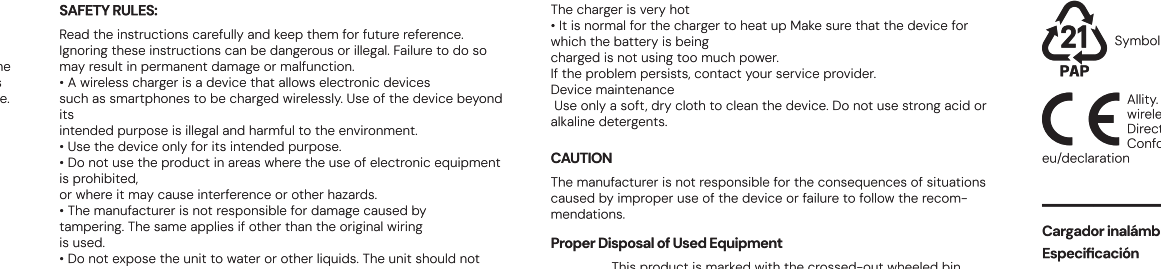 ne
s
e.
SAFETY RULES:
Read the instructions carefully and keep them for future reference.
Ignoring these instructions can be dangerous or illegal. Failure to do so
may result in permanent damage or malfunction.
• A wireless charger is a device that allows electronic devices
such as smartphones to be charged wirelessly. Use of the device beyond
its
intended purpose is illegal and harmful to the environment.
• Use the device only for its intended purpose.
• Do not use the product in areas where the use of electronic equipment
is prohibited,
or where it may cause interference or other hazards.
• The manufacturer is not responsible for damage caused by
tampering. The same applies if other than the original wiring
is used.
• Do not expose the unit to water or other liquids. The unit should not
The charger is very hot
• It is normal for the charger to heat up Make sure that the device for
which the battery is being
charged is not using too much power.
If the problem persists, contact your service provider.
Device maintenance
Use only a soft, dry cloth to clean the device. Do not use strong acid or
alkaline detergents.
CAUTION
The manufacturer is not responsible for the consequences of situations
caused by improper use of the device or failure to follow the recom-
mendations.
Proper Disposal of Used Equipment
This product is marked with the crossed-out wheeled bin
21
PAP
Symbol
CE
Allity.
wirele
Direct
Confo
eu/declaration
Cargador inalámb
Especificación